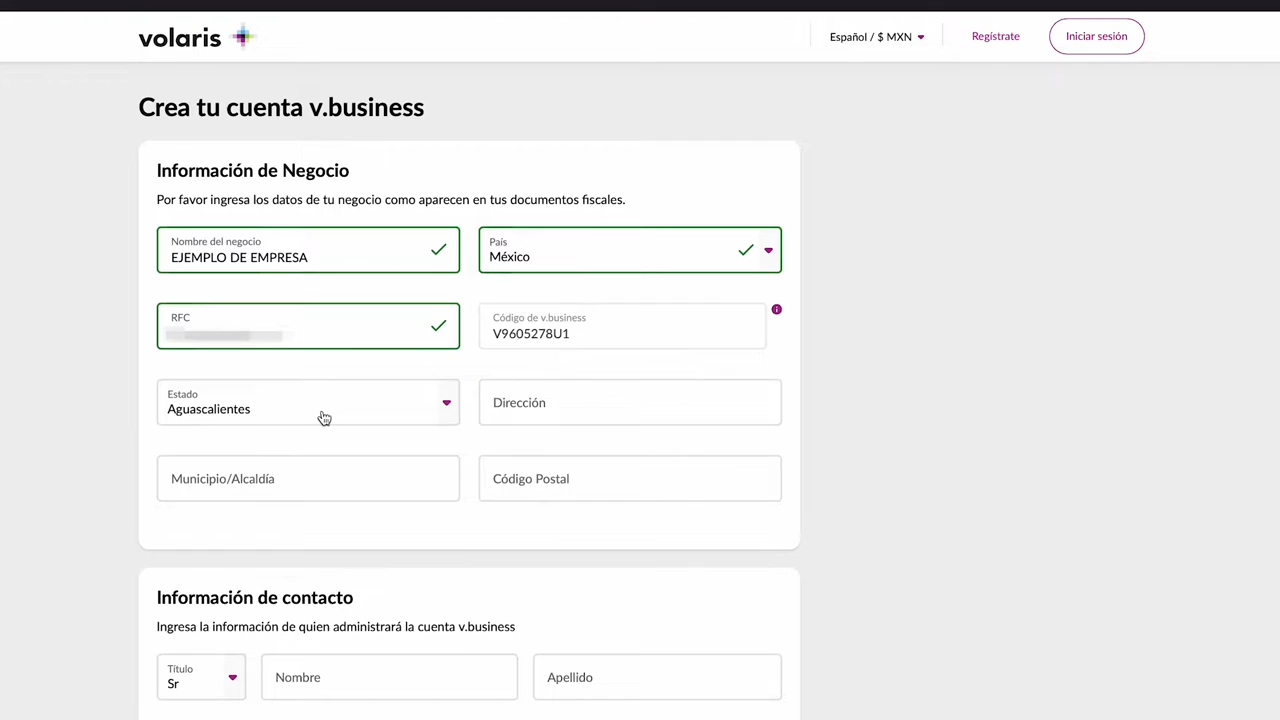 volaris
Español / $ MXN
Regístrate
Iniciar sesión
Crea tu cuenta v.business
Información de Negocio
Por favor ingresa los datos de tu negocio como aparecen en tus documentos fiscales.
Nombre del negocio
EJEMPLO DE EMPRESA
País
México
RFC
Código de v.business
V9605278U1
Estado
Aguascalientes
Dirección
Municipio/Alcaldía
Código Postal
Información de contacto
Ingresa la información de quien administrará la cuenta v.business
Título
Sr
Nombre
Apellido